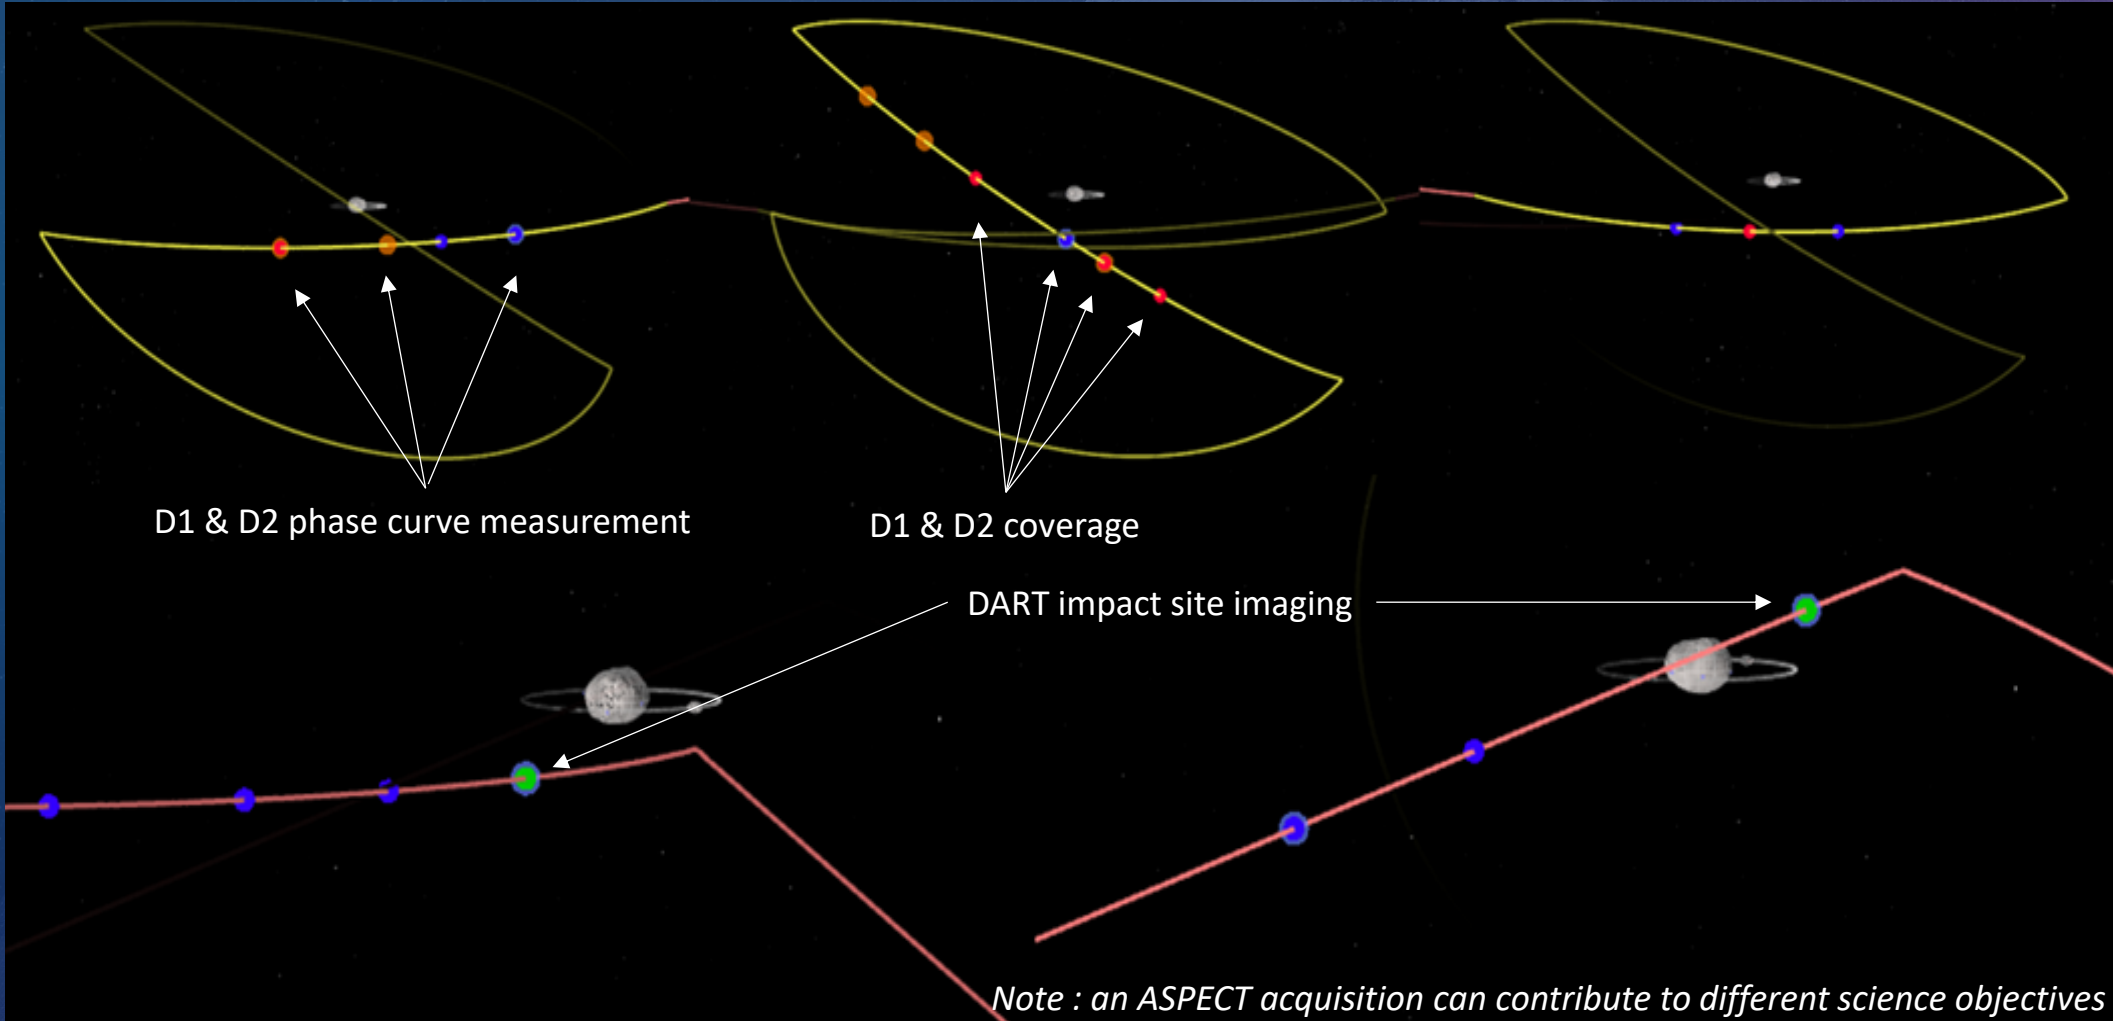 D1 & D2 phase curve measurement
D1 & D2 coverage
DART impact site imaging
Note : an ASPECT acquisition can contribute to different science objectives